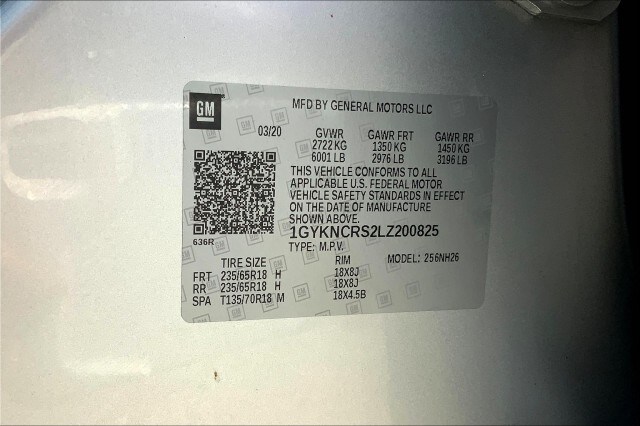 GM
MFD BY GENERAL MOTORS LLC
03/20 GVWR GAWR FRT GAWR RR
2722 KG 1350 KG 1450 KG
6001 LB 2976 LB 3196 LB
THIS VEHICLE CONFORMS TO ALL
APPLICABLE U.S. FEDERAL MOTOR
VEHICLE SAFETY STANDARDS IN EFFECT
ON THE DATE OF MANUFACTURE
SHOWN ABOVE.
1GYKNCRS2LZ200825
636R
TYPE: M.P.V. MODEL: 256NH26
TIRE SIZE RIM
FRT 235/65R18 H 18X8J
RR 235/65R18 H 18X8J
SPA T135/70R18 M 18X4.5B